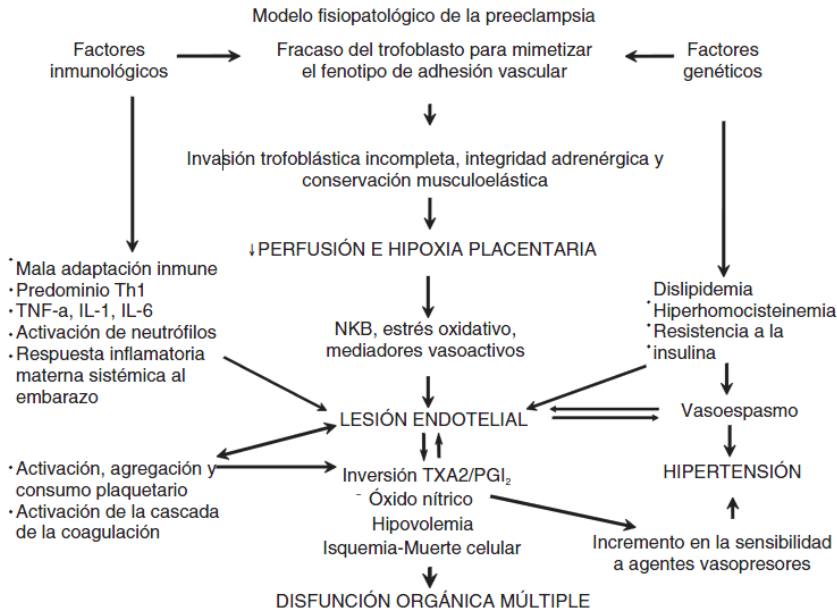 Modelo fisiopatológico de la preeclampsia
Factores
inmunológicos
Fracaso del trofoblasto para mimetizar
el fenotipo de adhesión vascular
Factores
genéticos
Invasión trofoblástica incompleta, integridad adrenérgica y
conservación musculoelástica
↓PERFUSIÓN E HIPOXIA PLACENTARIA
· Mala adaptación inmune
· Predominio Th1
· TNF-a, IL-1, IL-6
· Activación de neutrófilos
· Respuesta inflamatoria
materna sistémica al
embarazo
NKB, estrés oxidativo,
mediadores vasoactivos
Dislipidemia
· Hiperhomocisteinemia
· Resistencia a la
· insulina
LESIÓN ENDOTELIAL
Vasoespasmo
· Activación, agregación y
consumo plaquetario
· Activación de la cascada
de la coagulación
Inversión TXA2/PGI₂
- Óxido nítrico
Hipovolemia
Isquemia-Muerte celular
HIPERTENSIÓN
Incremento en la sensibilidad
a agentes vasopresores
DISFUNCIÓN ORGÁNICA MÚLTIPLE